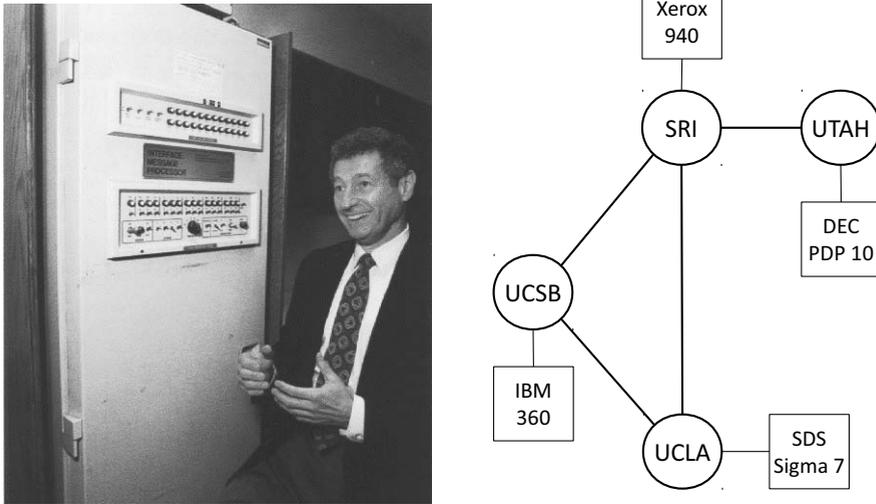 INTERFACE
MESSAGE
PROCESSOR
Xerox
940
SRI
UTAH
DEC
PDP 10
UCSB
IBM
360
UCLA
SDS
Sigma 7